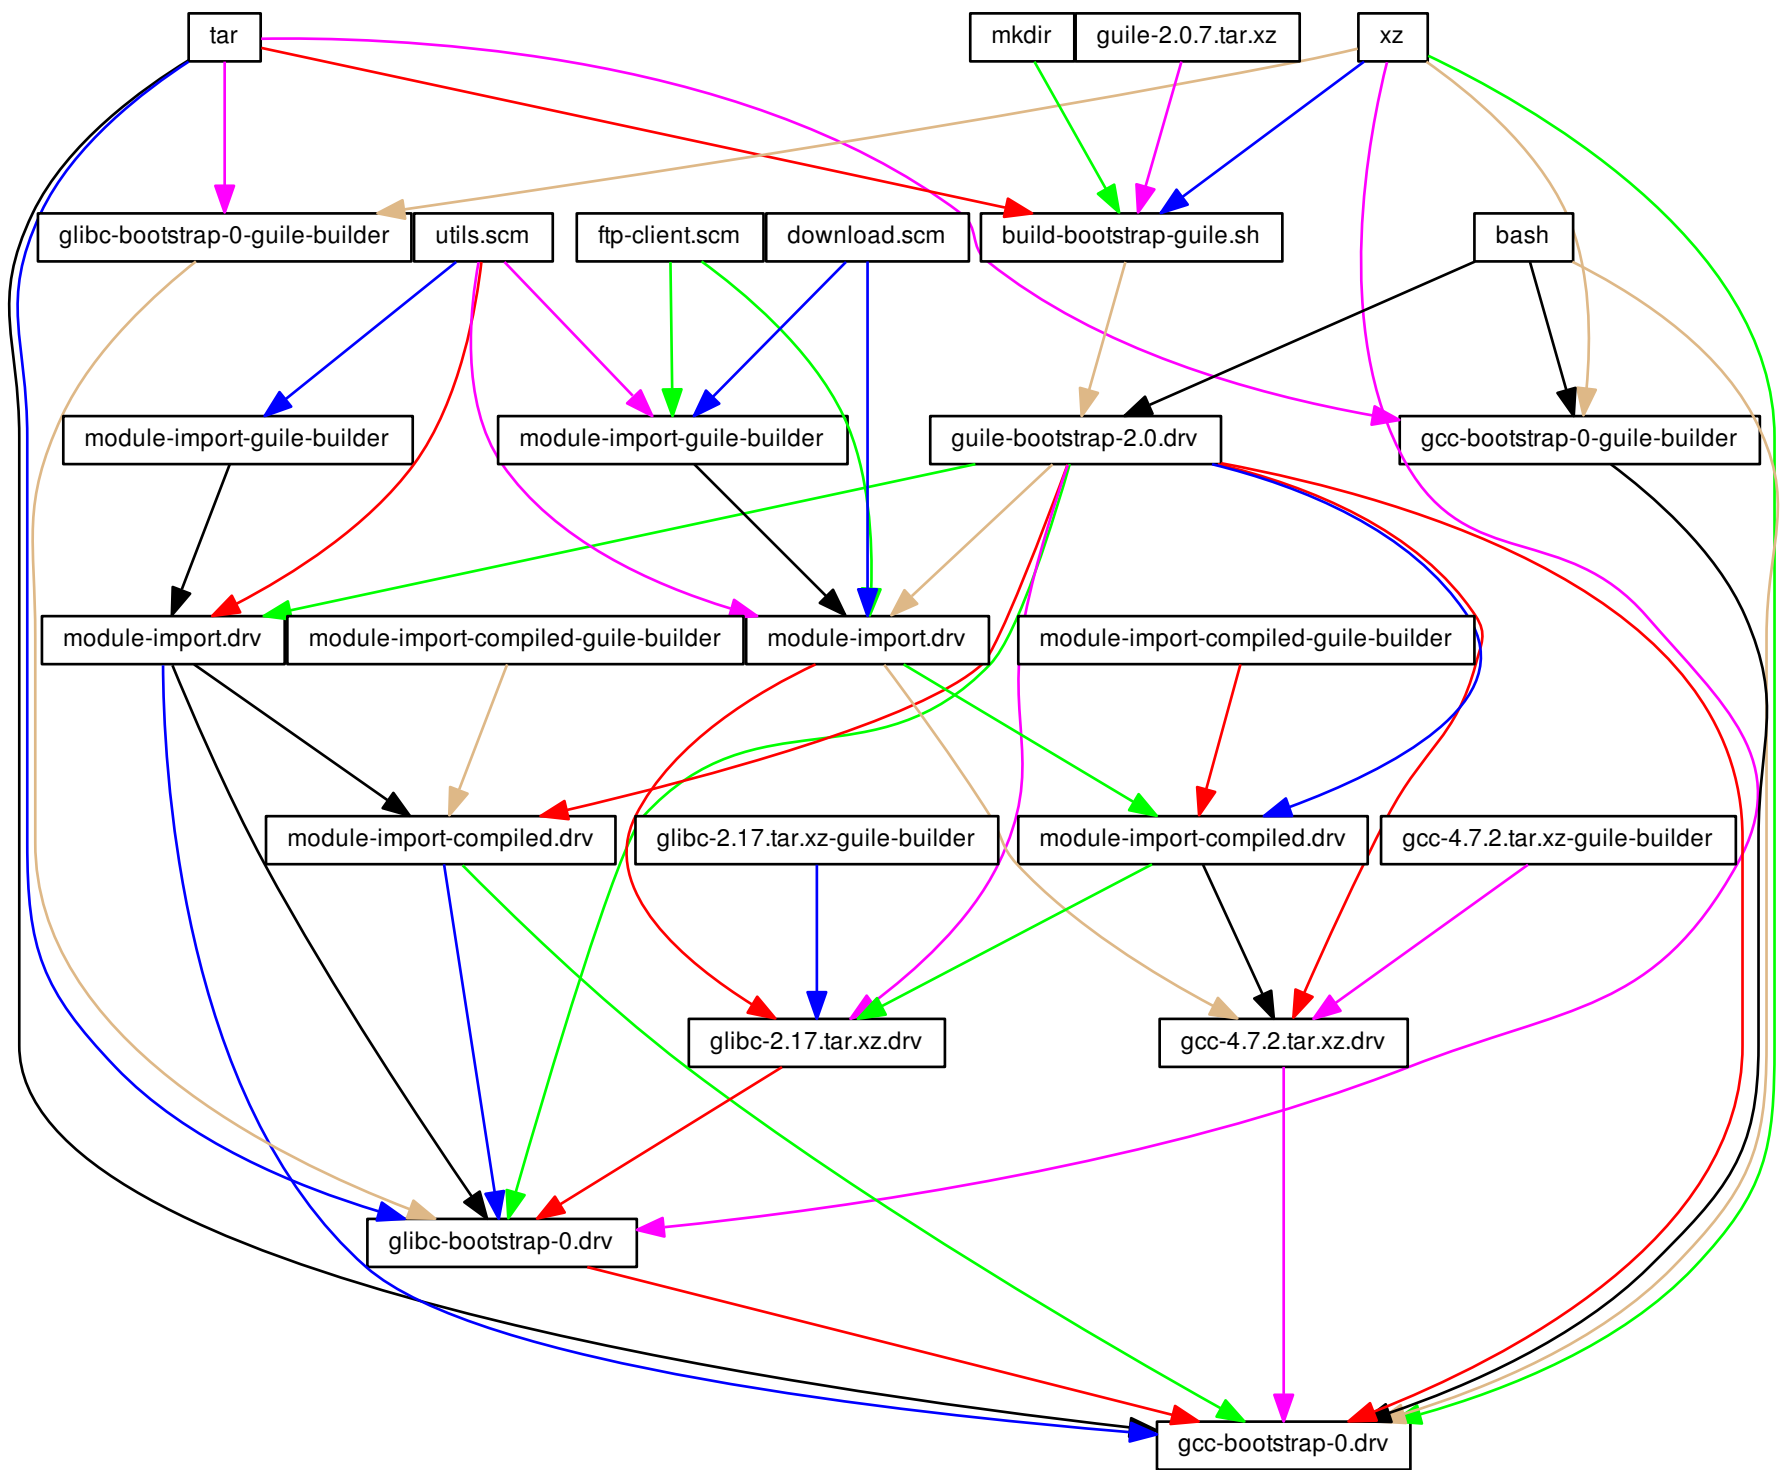 tar
mkdir
guile-2.0.7.tar.xz
xz
glibc-bootstrap-0-guile-builder
utils.scm
ftp-client.scm
download.scm
build-bootstrap-guile.sh
bash
module-import-guile-builder
module-import-guile-builder
guile-bootstrap-2.0.drv
gcc-bootstrap-0-guile-builder
module-import.drv
module-import-compiled-guile-builder
module-import.drv
module-import-compiled-guile-builder
module-import-compiled.drv
glibc-2.17.tar.xz-guile-builder
module-import-compiled.drv
gcc-4.7.2.tar.xz-guile-builder
glibc-2.17.tar.xz.drv
gcc-4.7.2.tar.xz.drv
glibc-bootstrap-0.drv
gcc-bootstrap-0.drv